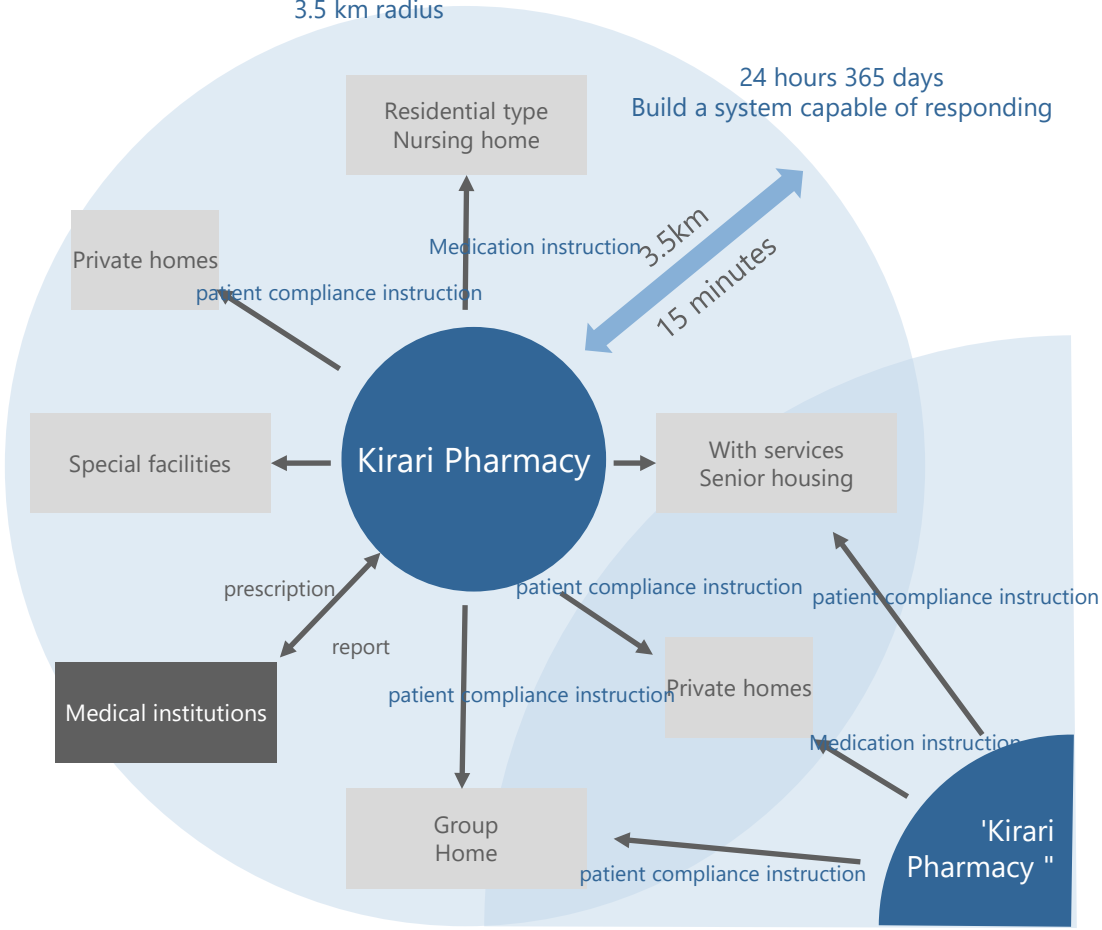 3.5 km radius
24 hours 365 days
Build a system capable of responding
Residential type
Nursing home
Private homes
Medication instruction
3.5km
15 minutes
patient compliance instruction
Special facilities
Kirari Pharmacy
With services
Senior housing
prescription
report
patient compliance instruction
patient compliance instruction
Medical institutions
patient compliance instruction
Private homes
Medication instruction
Group
Home
'Kirari
Pharmacy "
patient compliance instruction